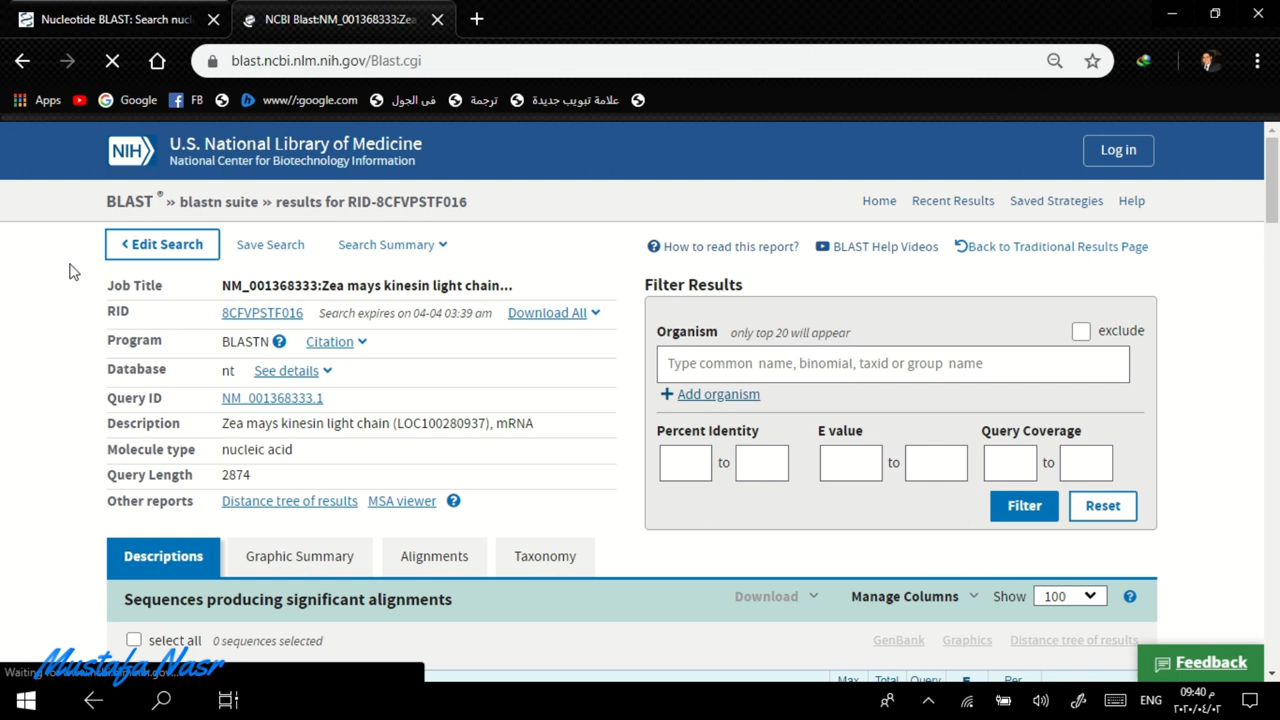 Nucleotide BLAST: Search nucl
NCBI Blast:NM_001368333:Zea
blast.ncbi.nlm.nih.gov/Blast.cgi
Apps Google FB www//:google.com فى الجول ترجمة علامة تبويب جديدة
NIH U.S. National Library of Medicine
National Center for Biotechnology Information
Log in
BLAST ® » blastn suite » results for RID-8CFVPSTF016
Home Recent Results Saved Strategies Help
< Edit Search Save Search Search Summary
How to read this report? BLAST Help Videos Back to Traditional Results Page
Job Title NM_001368333:Zea mays kinesin light chain...
RID 8CFVPSTF016 Search expires on 04-04 03:39 am Download All
Program BLASTN Citation
Database nt See details
Query ID NM_001368333.1
Description Zea mays kinesin light chain (LOC100280937), mRNA
Molecule type nucleic acid
Query Length 2874
Other reports Distance tree of results MSA viewer
Filter Results
Organism only top 20 will appear exclude
Type common name, binomial, taxid or group name
+ Add organism
Percent Identity E value Query Coverage
to to to
Filter Reset
Descriptions Graphic Summary Alignments Taxonomy
Sequences producing significant alignments
Download Manage Columns Show 100
select all 0 sequences selected
GenBank Graphics Distance tree of results
Max Total Query E Per
Feedback
Mustafa Nasr
ENG
09:40 م
٢٠٢٠/٠٤/٠٢